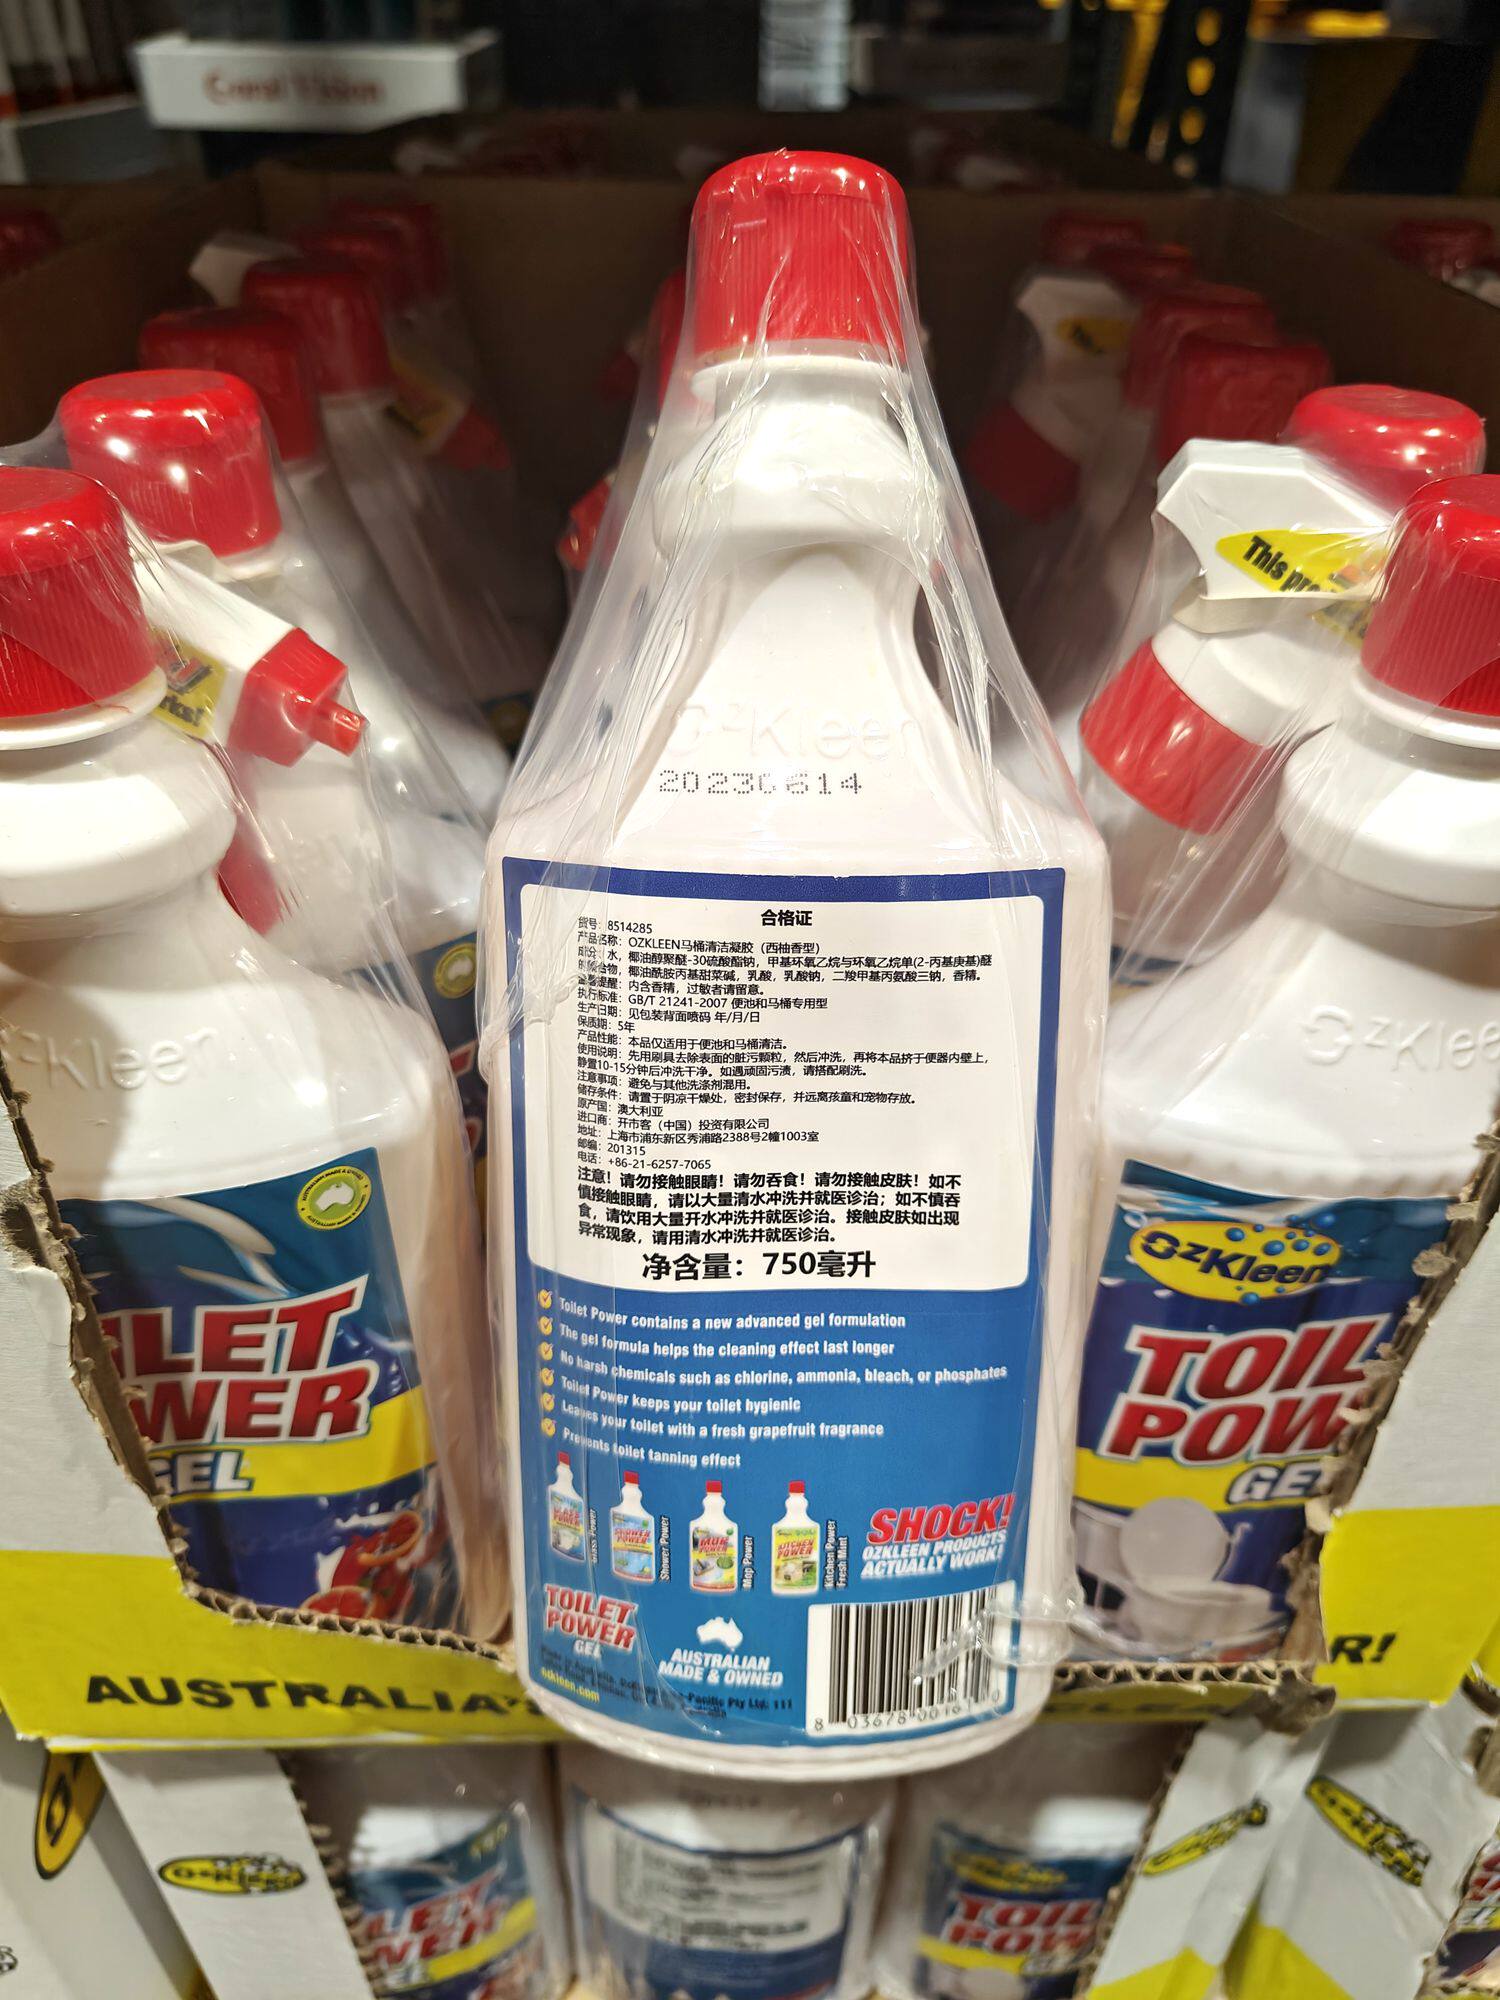 This
OzKleen
20230614
合格证
货号：8514285
产品名称：OZKLEEN马桶清洁凝胶（西柚香型）
成分：水，椰油醇聚醚-30硫酸酯钠，甲基环氧乙烷与环氧乙烷单(2-丙基庚基)醚
的聚合物，椰油酰胺丙基甜菜碱，乳酸，乳酸钠，二羧甲基丙氨酸三钠，香精。
温馨提醒：内含香精，过敏者请留意。
执行标准：GB/T 21241-2007 便池和马桶专用型
生产日期：见包装背面喷码 年/月/日
保质期：5年
产品性能：本品仅适用于便池和马桶清洁。
使用说明：先用刷具去除表面的脏污颗粒，然后冲洗，再将本品挤于便器内壁上，
静置10-15分钟后冲洗干净。如遇顽固污渍，请搭配刷洗。
注意事项：避免与其他洗涤剂混用。
储存条件：请置于阴凉干燥处，密封保存，并远离孩童和宠物存放。
原产国：澳大利亚
进口商：开市客（中国）投资有限公司
地址：上海市浦东新区秀浦路2388号2幢1003室
邮编：201315
电话：+86-21-6257-7065
注意！请勿接触眼睛！请勿吞食！请勿接触皮肤！如不
慎接触眼睛，请以大量清水冲洗并就医诊治；如不慎吞
食，请饮用大量开水冲洗并就医诊治。接触皮肤如出现
异常现象，请用清水冲洗并就医诊治。
净含量：750毫升
Toilet Power contains a new advanced gel formulation
The gel formula helps the cleaning effect last longer
No harsh chemicals such as chlorine, ammonia, bleach, or phosphates
Toilet Power keeps your toilet hygienic
Leaves your toilet with a fresh grapefruit fragrance
Prevents toilet tanning effect
Glass Power
Shower Power
Mop Power
Kitchen Power
Fresh Mint
SHOCK!
OZKLEEN PRODUCTS
ACTUALLY WORK!
TOILET
POWER
GEL
AUSTRALIAN
MADE & OWNED
ozkleen.com
OzKleen
TOIL
POW
GE
ILET
WER
GEL
AUSTRALIA'S
R!
OzKleen